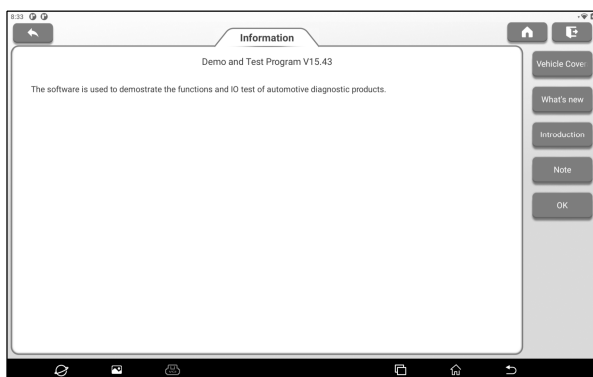 8:33
Information
Demo and Test Program V15.43
The software is used to demostrate the functions and IO test of automotive diagnostic products.
Vehicle Cover
What's new
Introduction
Note
OK